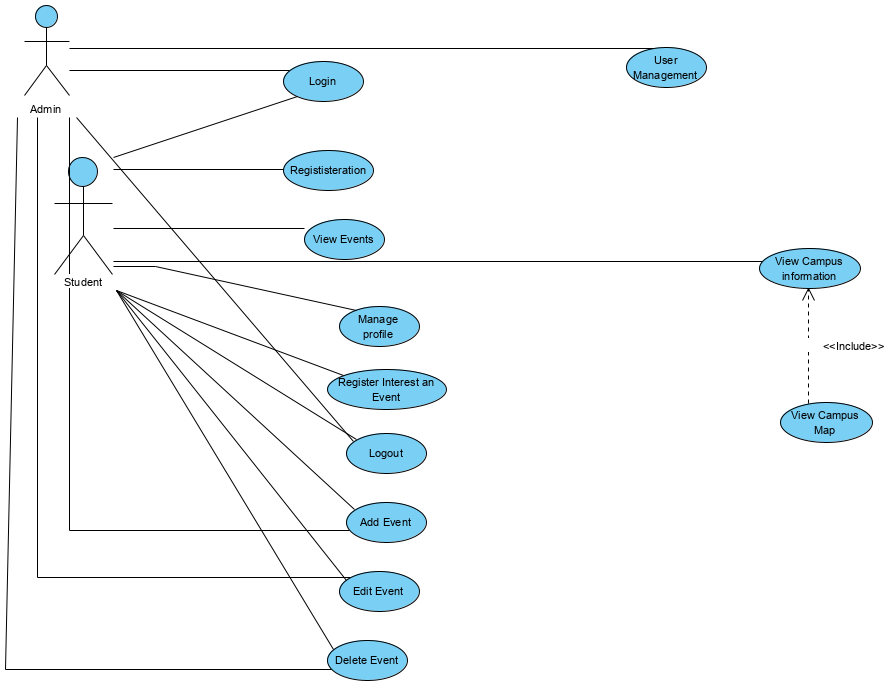 User
Management
Login
Admin
Regististeration
View Events
View Campus
information
Student
Manage
profile
<<Include>>
Register Interest an
Event
View Campus
Map
Logout
Add Event
Edit Event
Delete Event